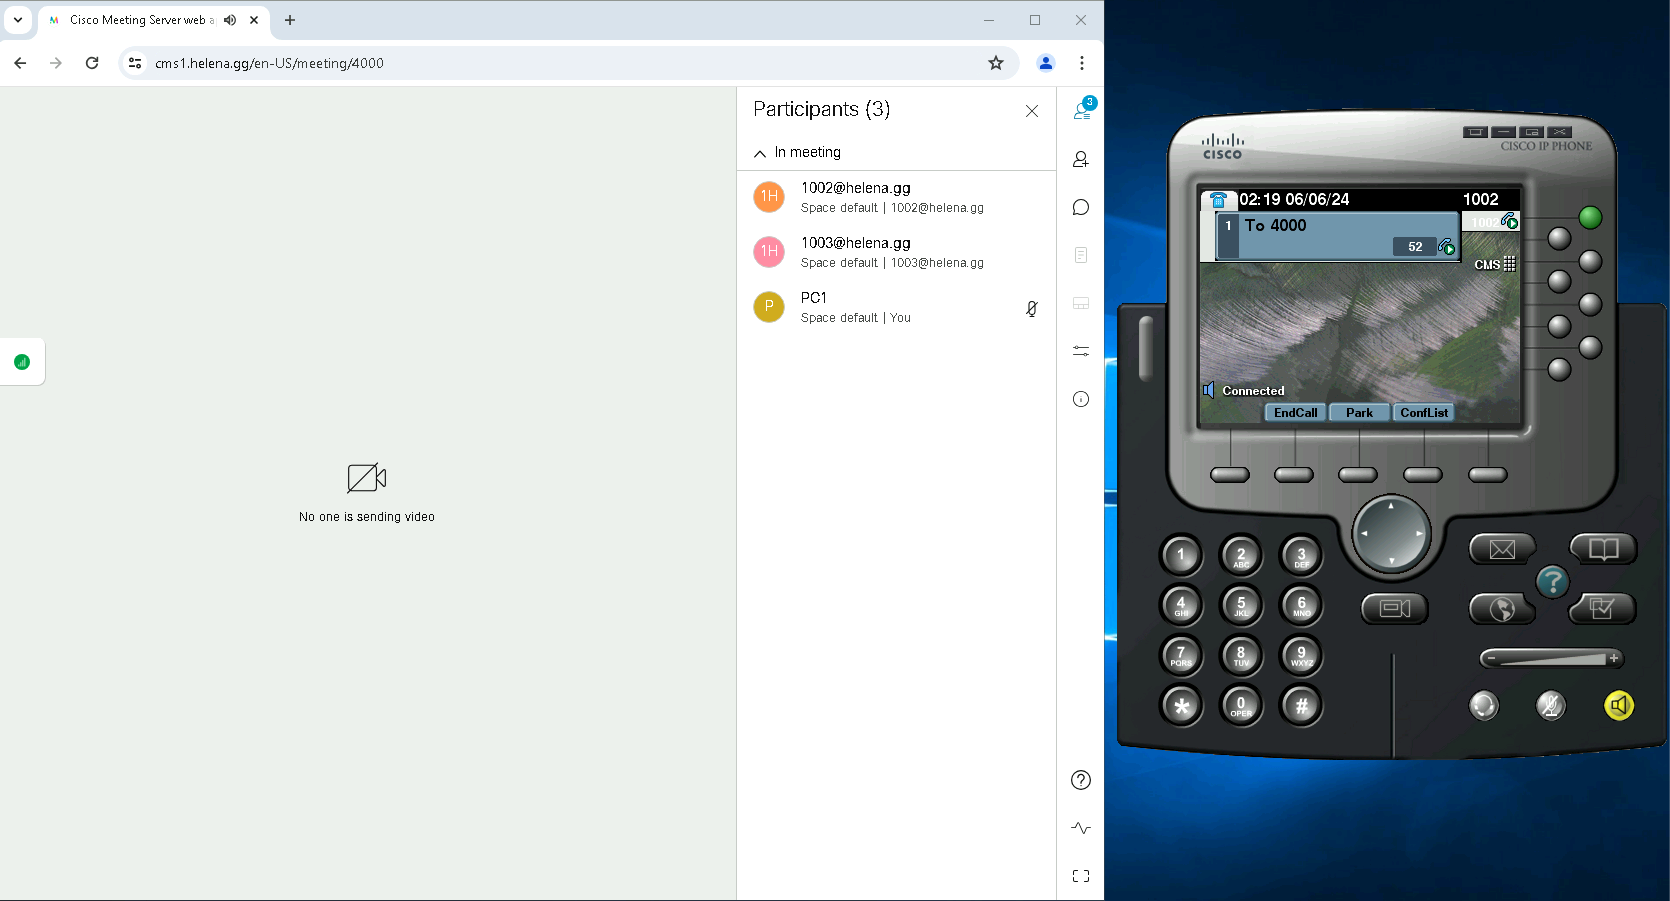 Cisco Meeting Server web a
cms1.helena.gg/en-US/meeting/4000
Participants (3)
3
In meeting
1H
1002@helena.gg
Space default | 1002@helena.gg
1H
1003@helena.gg
Space default | 1003@helena.gg
P
PC1
Space default | You
No one is sending video
CISCO
CISCO IP PHONE
02:19 06/06/24 1002
1 To 4000
1002
52
CMS
Connected
EndCall Park ConfList
1 2 ABC 3 DEF
4 GHI 5 JKL 6 MNO
7 PQRS 8 TUV 9 WXYZ
* 0 OPER #
?
- +